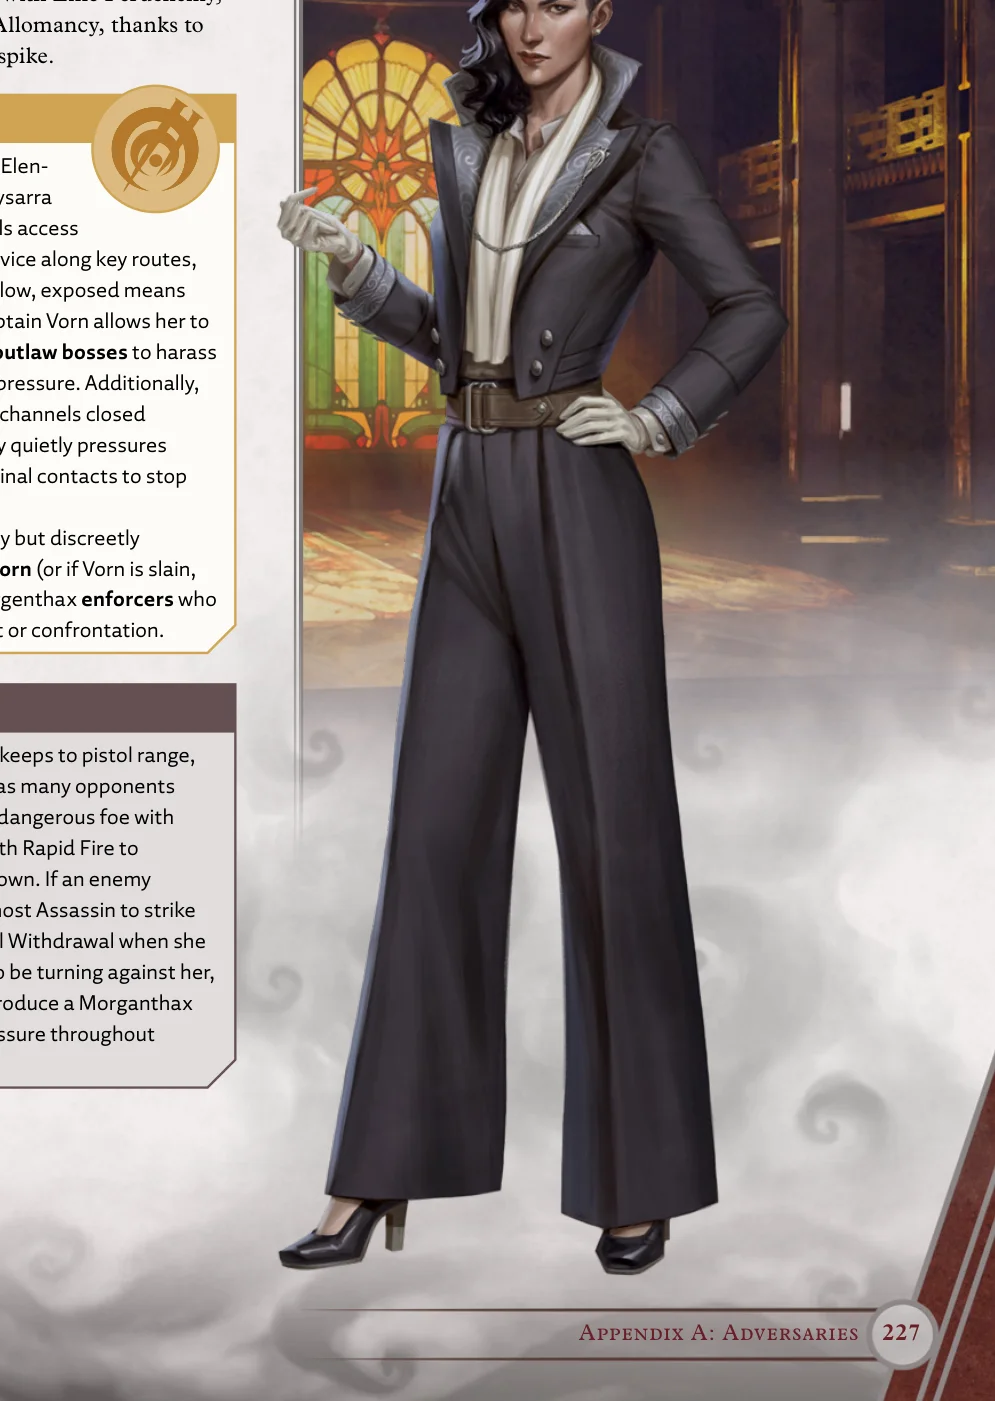 Allomancy, thanks to
spike.
Elen-
ysarra
ls access
vice along key routes,
low, exposed means
ptain Vorn allows her to
outlaw bosses to harass
pressure. Additionally,
channels closed
y quietly pressures
inal contacts to stop
y but discreetly
orn (or if Vorn is slain,
genthax enforcers who
t or confrontation.
keeps to pistol range,
as many opponents
dangerous foe with
th Rapid Fire to
own. If an enemy
ost Assassin to strike
l Withdrawal when she
o be turning against her,
roduce a Morganthax
ssure throughout
Appendix A: Adversaries 227